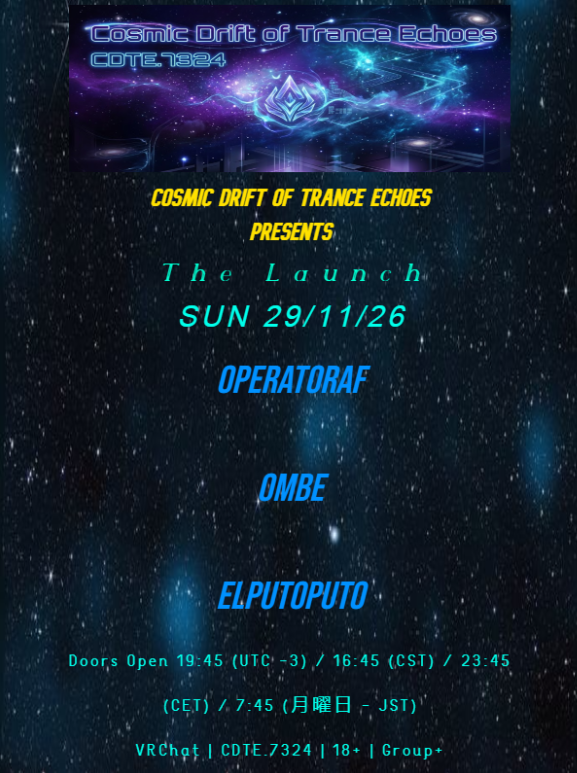 Cosmic Drift of Trance Echoes
CDTE.7324
COSMIC DRIFT OF TRANCE ECHOES
PRESENTS
The Launch
SUN 29/11/26
OPERATORAF
OMBE
ELPUTOPUTO
Doors Open 19:45 (UTC -3) / 16:45 (CST) / 23:45
(CET) / 7:45 (月曜日 - JST)
VRChat | CDTE.7324 | 18+ | Group+